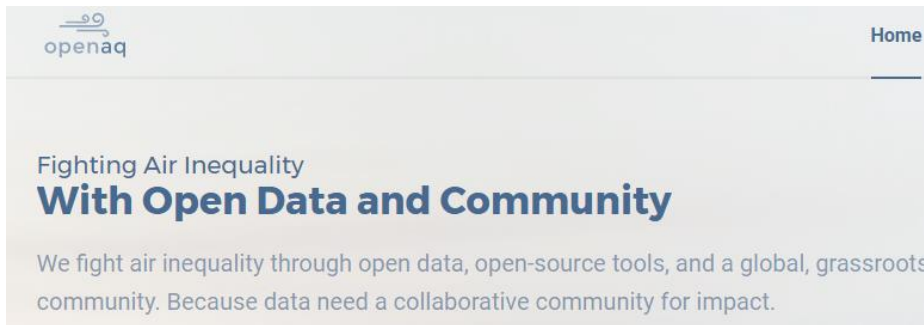 openaq
Home
Fighting Air Inequality
With Open Data and Community
We fight air inequality through open data, open-source tools, and a global, grassroots
community. Because data need a collaborative community for impact.